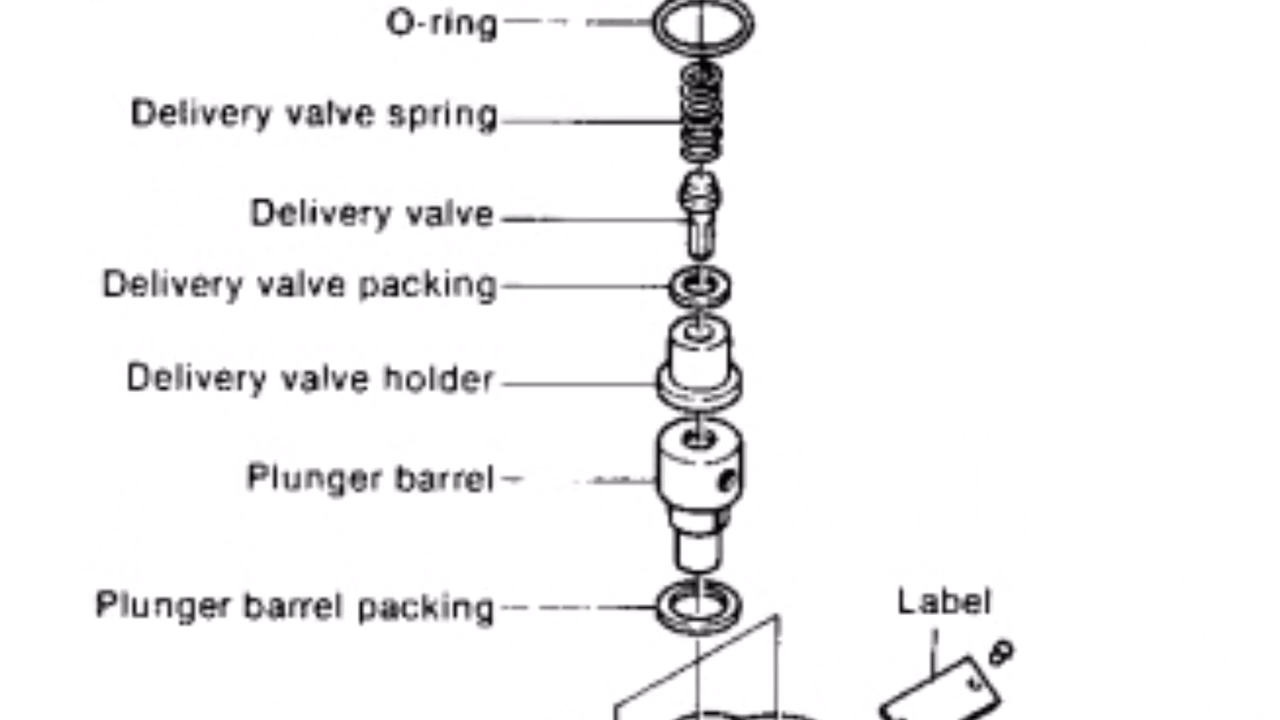 O-ring
Delivery valve spring
Delivery valve
Delivery valve packing
Delivery valve holder
Plunger barrel
Plunger barrel packing
Label